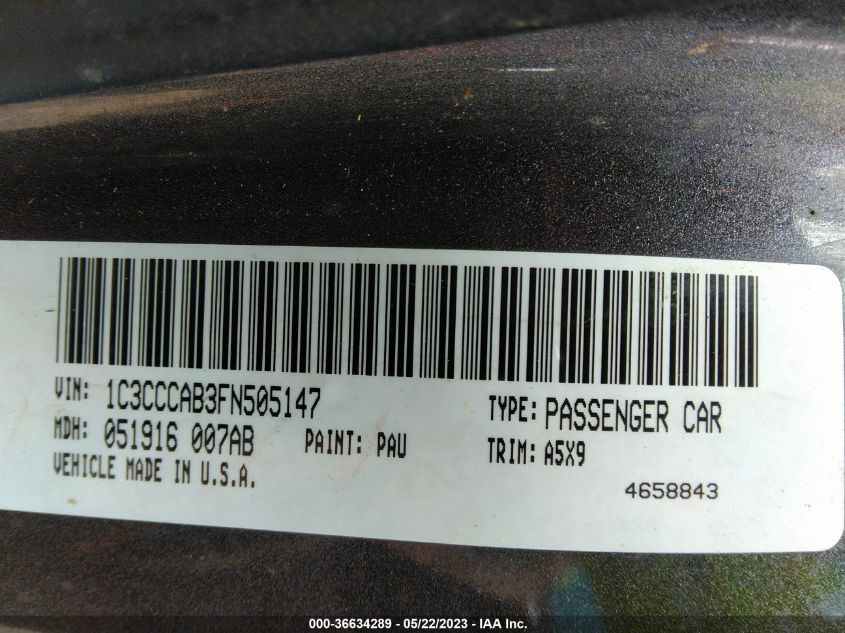 VIN: 1C3CCCAB3FN505147
TYPE: PASSENGER CAR
MDH: 051916 007AB
PAINT: PAU
TRIM: A5X9
VEHICLE MADE IN U.S.A.
4658843
000-36634289 - 05/22/2023 - IAA Inc.